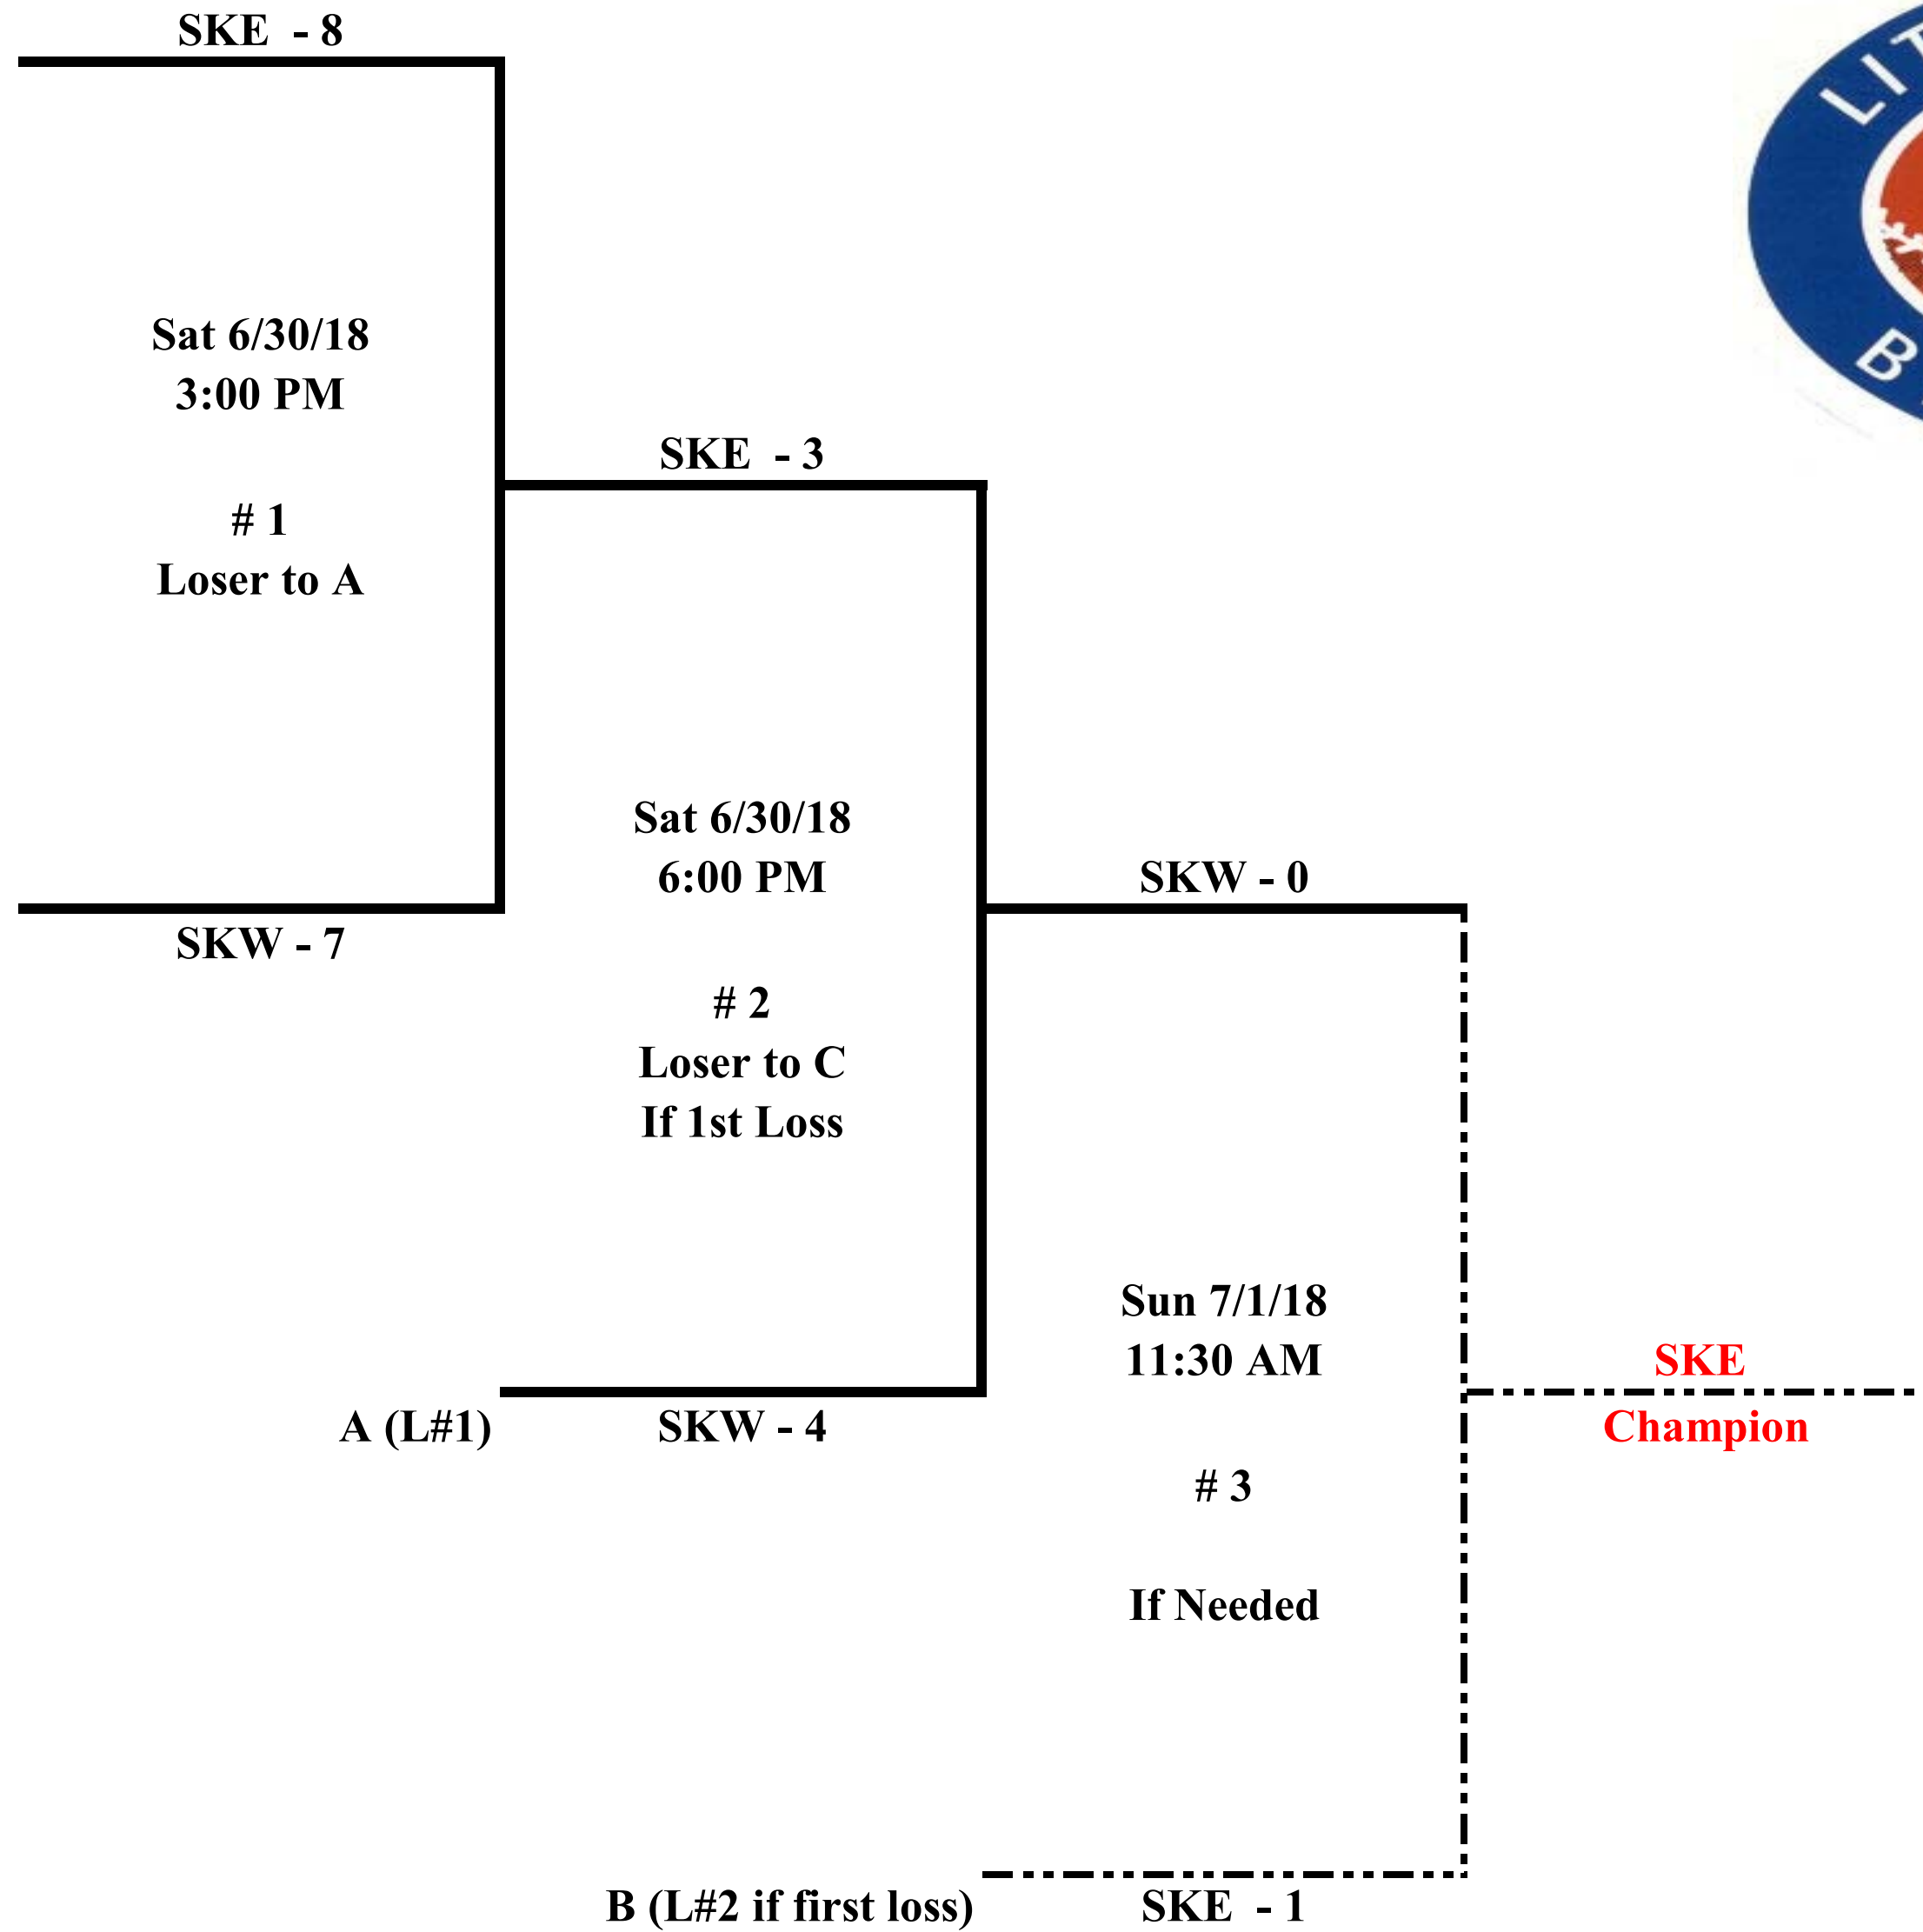 SKE - 8
Sat 6/30/18
3:00 PM
# 1
Loser to A
SKE - 3
Sat 6/30/18
6:00 PM
SKW - 0
SKW - 7
# 2
Loser to C
If 1st Loss
Sun 7/1/18
11:30 AM
SKE
A (L#1)
SKW - 4
Champion
# 3
If Needed
B (L#2 if first loss)
SKE - 1